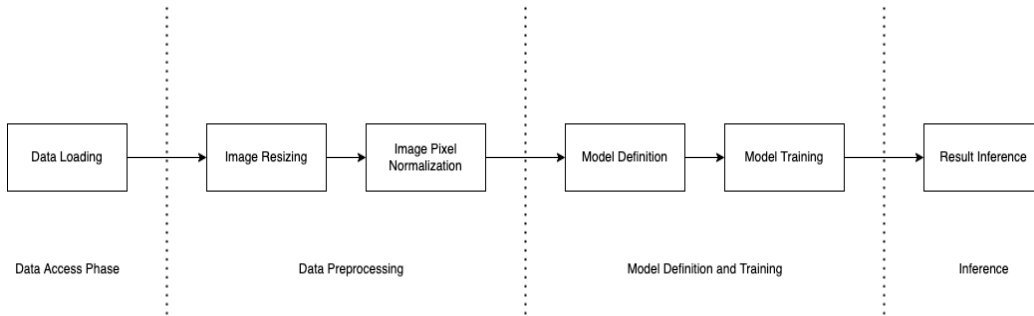 Data Loading
Image Resizing
Image Pixel
Normalization
Model Definition
Model Training
Result Inference
Data Access Phase
Data Preprocessing
Model Definition and Training
Inference